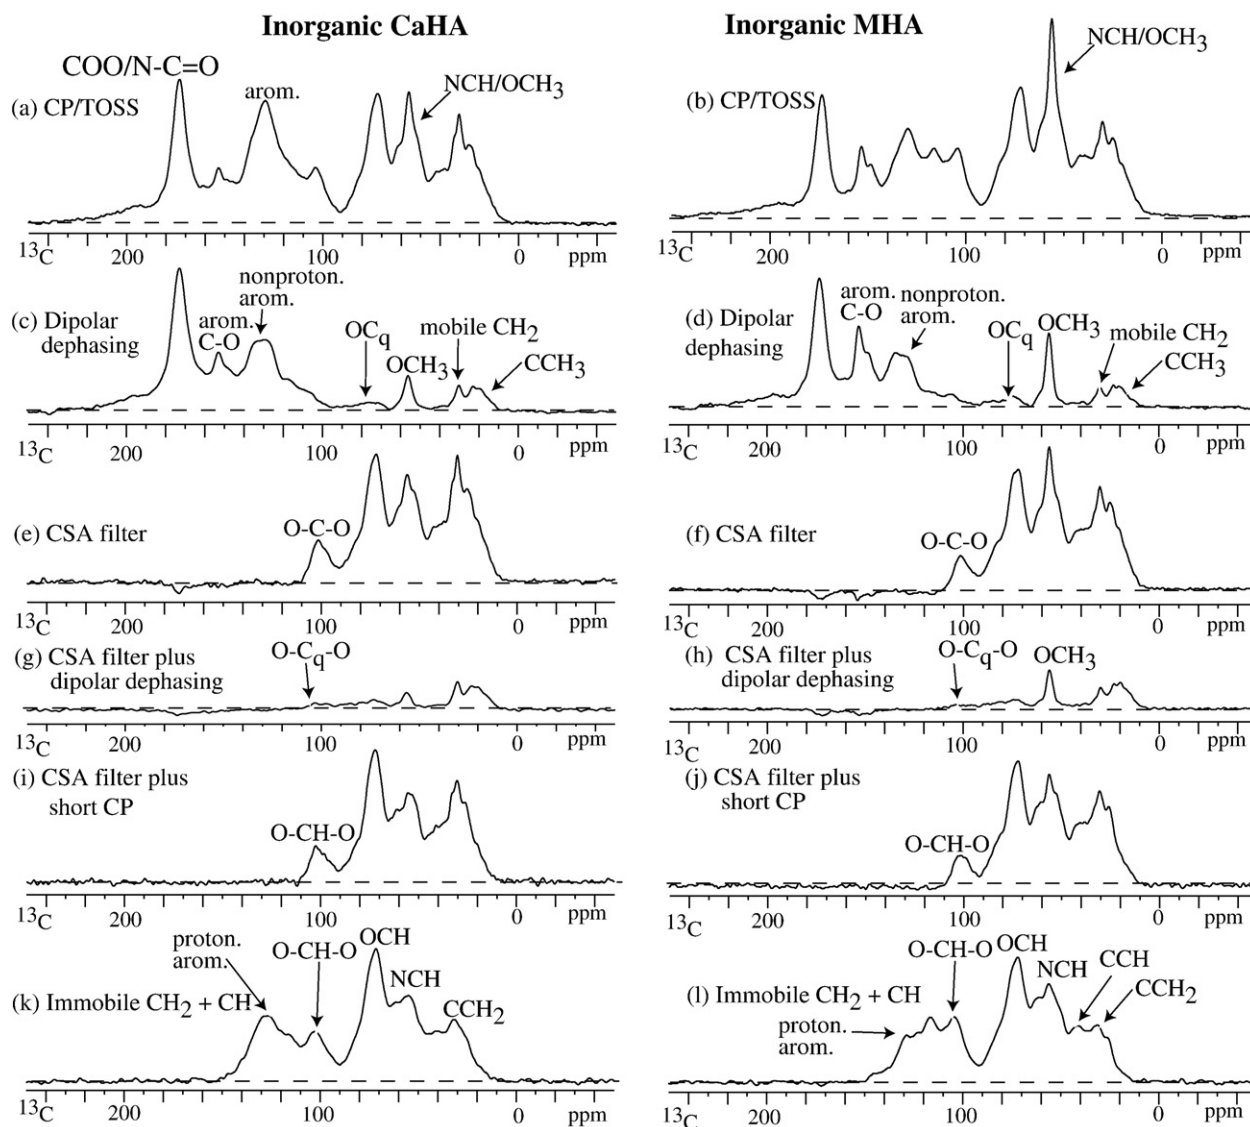 Inorganic CaHA
Inorganic MHA
COO/N-C=O
(a) CP/TOSS
arom.
NCH/OCH3
13C 200 100 0 ppm
(b) CP/TOSS
NCH/OCH3
13C 200 100 0 ppm
(c) Dipolar
dephasing
arom.
C-O
nonproton.
arom.
OCq
OCH3
mobile CH2
CCH3
13C 200 100 0 ppm
(d) Dipolar
dephasing
arom.
C-O
nonproton.
arom.
OCq
OCH3
mobile CH2
CCH3
13C 200 100 0 ppm
(e) CSA filter
O-C-O
13C 200 100 0 ppm
(f) CSA filter
O-C-O
13C 200 100 0 ppm
(g) CSA filter plus
dipolar dephasing
O-Cq-O
13C 200 100 0 ppm
(h) CSA filter plus
dipolar dephasing
O-Cq-O
OCH3
13C 200 100 0 ppm
(i) CSA filter plus
short CP
O-CH-O
13C 200 100 0 ppm
(j) CSA filter plus
short CP
O-CH-O
13C 200 100 0 ppm
(k) Immobile CH2 + CH
proton.
arom.
O-CH-O
OCH
NCH
CCH2
13C 200 100 0 ppm
(l) Immobile CH2 + CH
proton.
arom.
O-CH-O
OCH
NCH
CCH
CCH2
13C 200 100 0 ppm